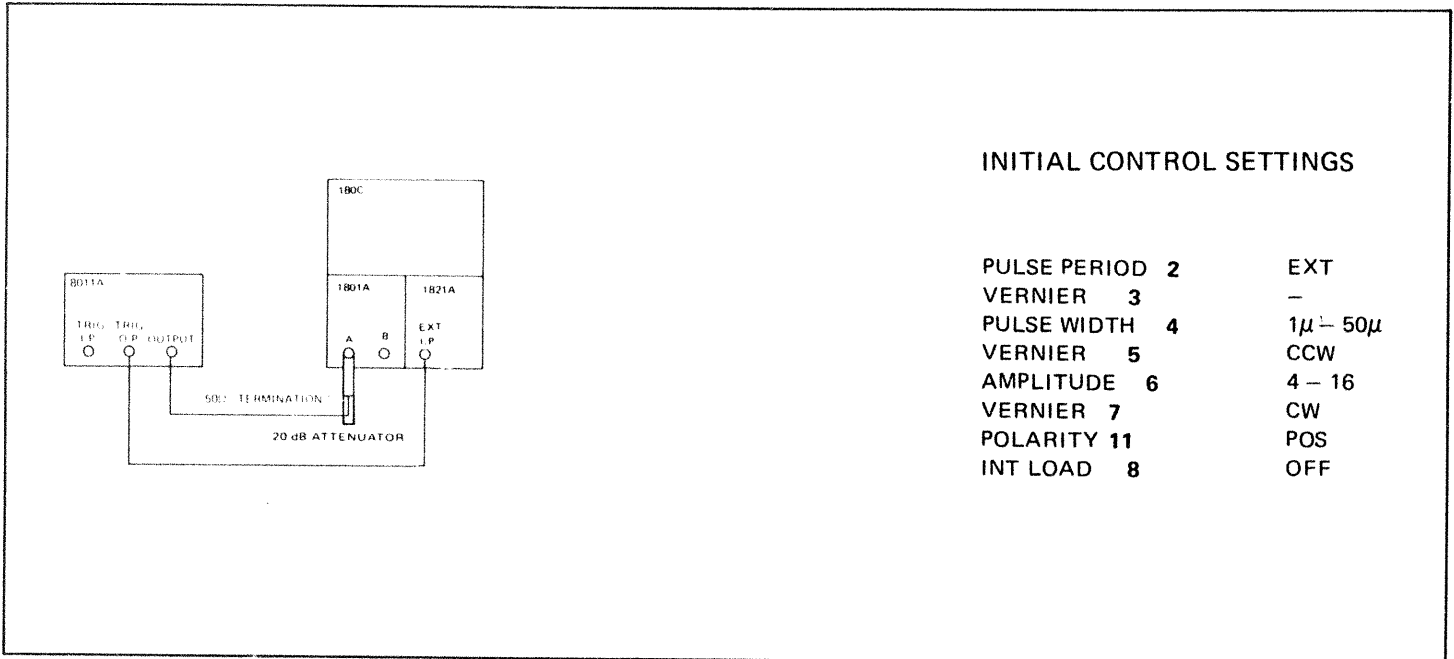 180C
8011A
TRIG I.P
TRIG O.P
OUTPUT
1801A
A
B
1821A
EXT I.P
50Ω TERMINATION
20 dB ATTENUATOR
INITIAL CONTROL SETTINGS
PULSE PERIOD 2 EXT
VERNIER 3 –
PULSE WIDTH 4 1μ – 50μ
VERNIER 5 CCW
AMPLITUDE 6 4 – 16
VERNIER 7 CW
POLARITY 11 POS
INT LOAD 8 OFF